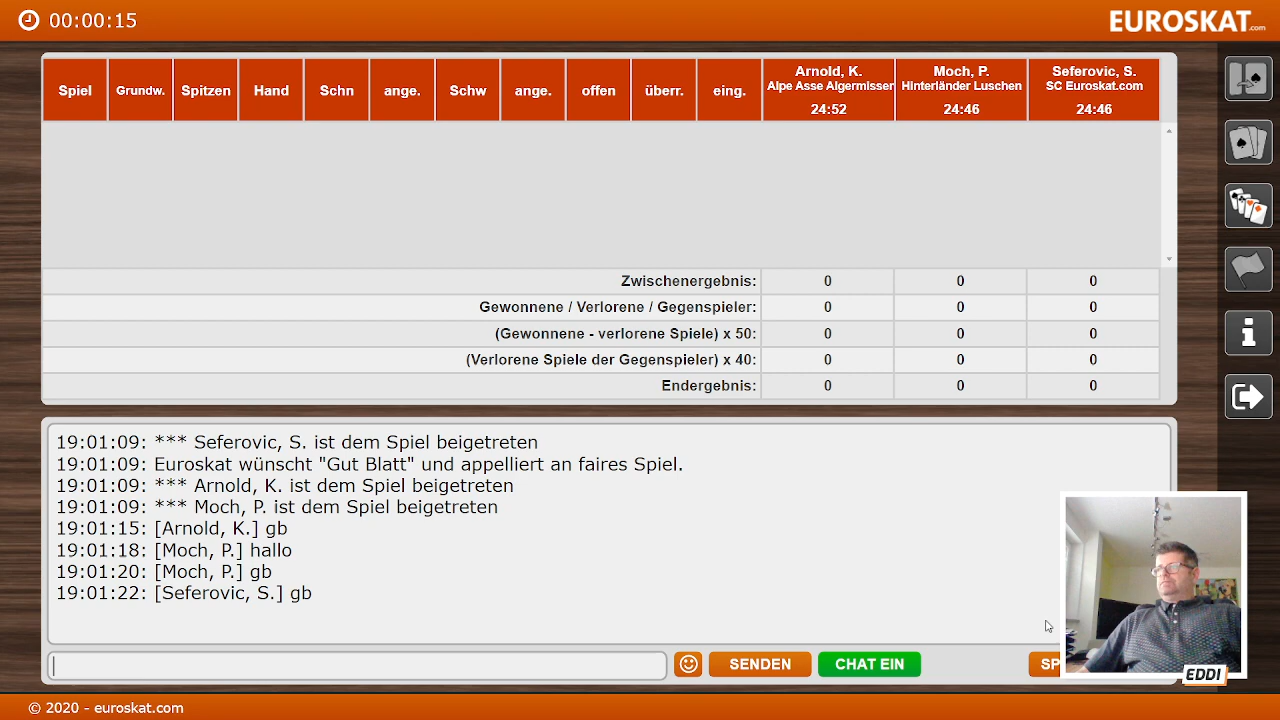 00:00:15
EUROSKAT.com
Spiel Grundw. Spitzen Hand Schn ange. Schw ange. offen überr. eing.
Arnold, K. Moch, P. Seferovic, S.
Alpe Asse Algermissen Hinterländer Luschen SC Euroskat.com
24:52 24:46 24:46
Zwischenergebnis: 0 0 0
Gewonnene / Verlorene / Gegenspieler: 0 0 0
(Gewonnene - verlorene Spiele) x 50: 0 0 0
(Verlorene Spiele der Gegenspieler) x 40: 0 0 0
Endergebnis: 0 0 0
19:01:09: *** Seferovic, S. ist dem Spiel beigetreten
19:01:09: Euroskat wünscht "Gut Blatt" und appelliert an faires Spiel.
19:01:09: *** Arnold, K. ist dem Spiel beigetreten
19:01:09: *** Moch, P. ist dem Spiel beigetreten
19:01:15: [Arnold, K.] gb
19:01:18: [Moch, P.] hallo
19:01:20: [Moch, P.] gb
19:01:22: [Seferovic, S.] gb
SENDEN CHAT EIN SP
EDDI
© 2020 - euroskat.com